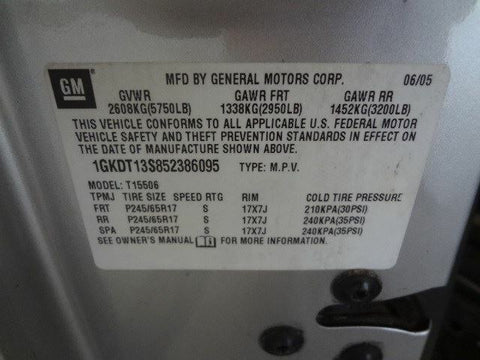 GM
MFD BY GENERAL MOTORS CORP. 06/05
GVWR GAWR FRT GAWR RR
2608KG(5750LB) 1338KG(2950LB) 1452KG(3200LB)
THIS VEHICLE CONFORMS TO ALL APPLICABLE U.S. FEDERAL MOTOR
VEHICLE SAFETY AND THEFT PREVENTION STANDARDS IN EFFECT ON
THE DATE OF MANUFACTURE SHOWN ABOVE.
1GKDT13S852386095 TYPE: M.P.V.
MODEL: T15506
TPMJ TIRE SIZE SPEED RTG RIM COLD TIRE PRESSURE
FRT P245/65R17 S 17X7J 210KPA(30PSI)
RR P245/65R17 S 17X7J 240KPA(35PSI)
SPA P245/65R17 S 17X7J 240KPA(35PSI)
SEE OWNER'S MANUAL FOR MORE INFORMATION.